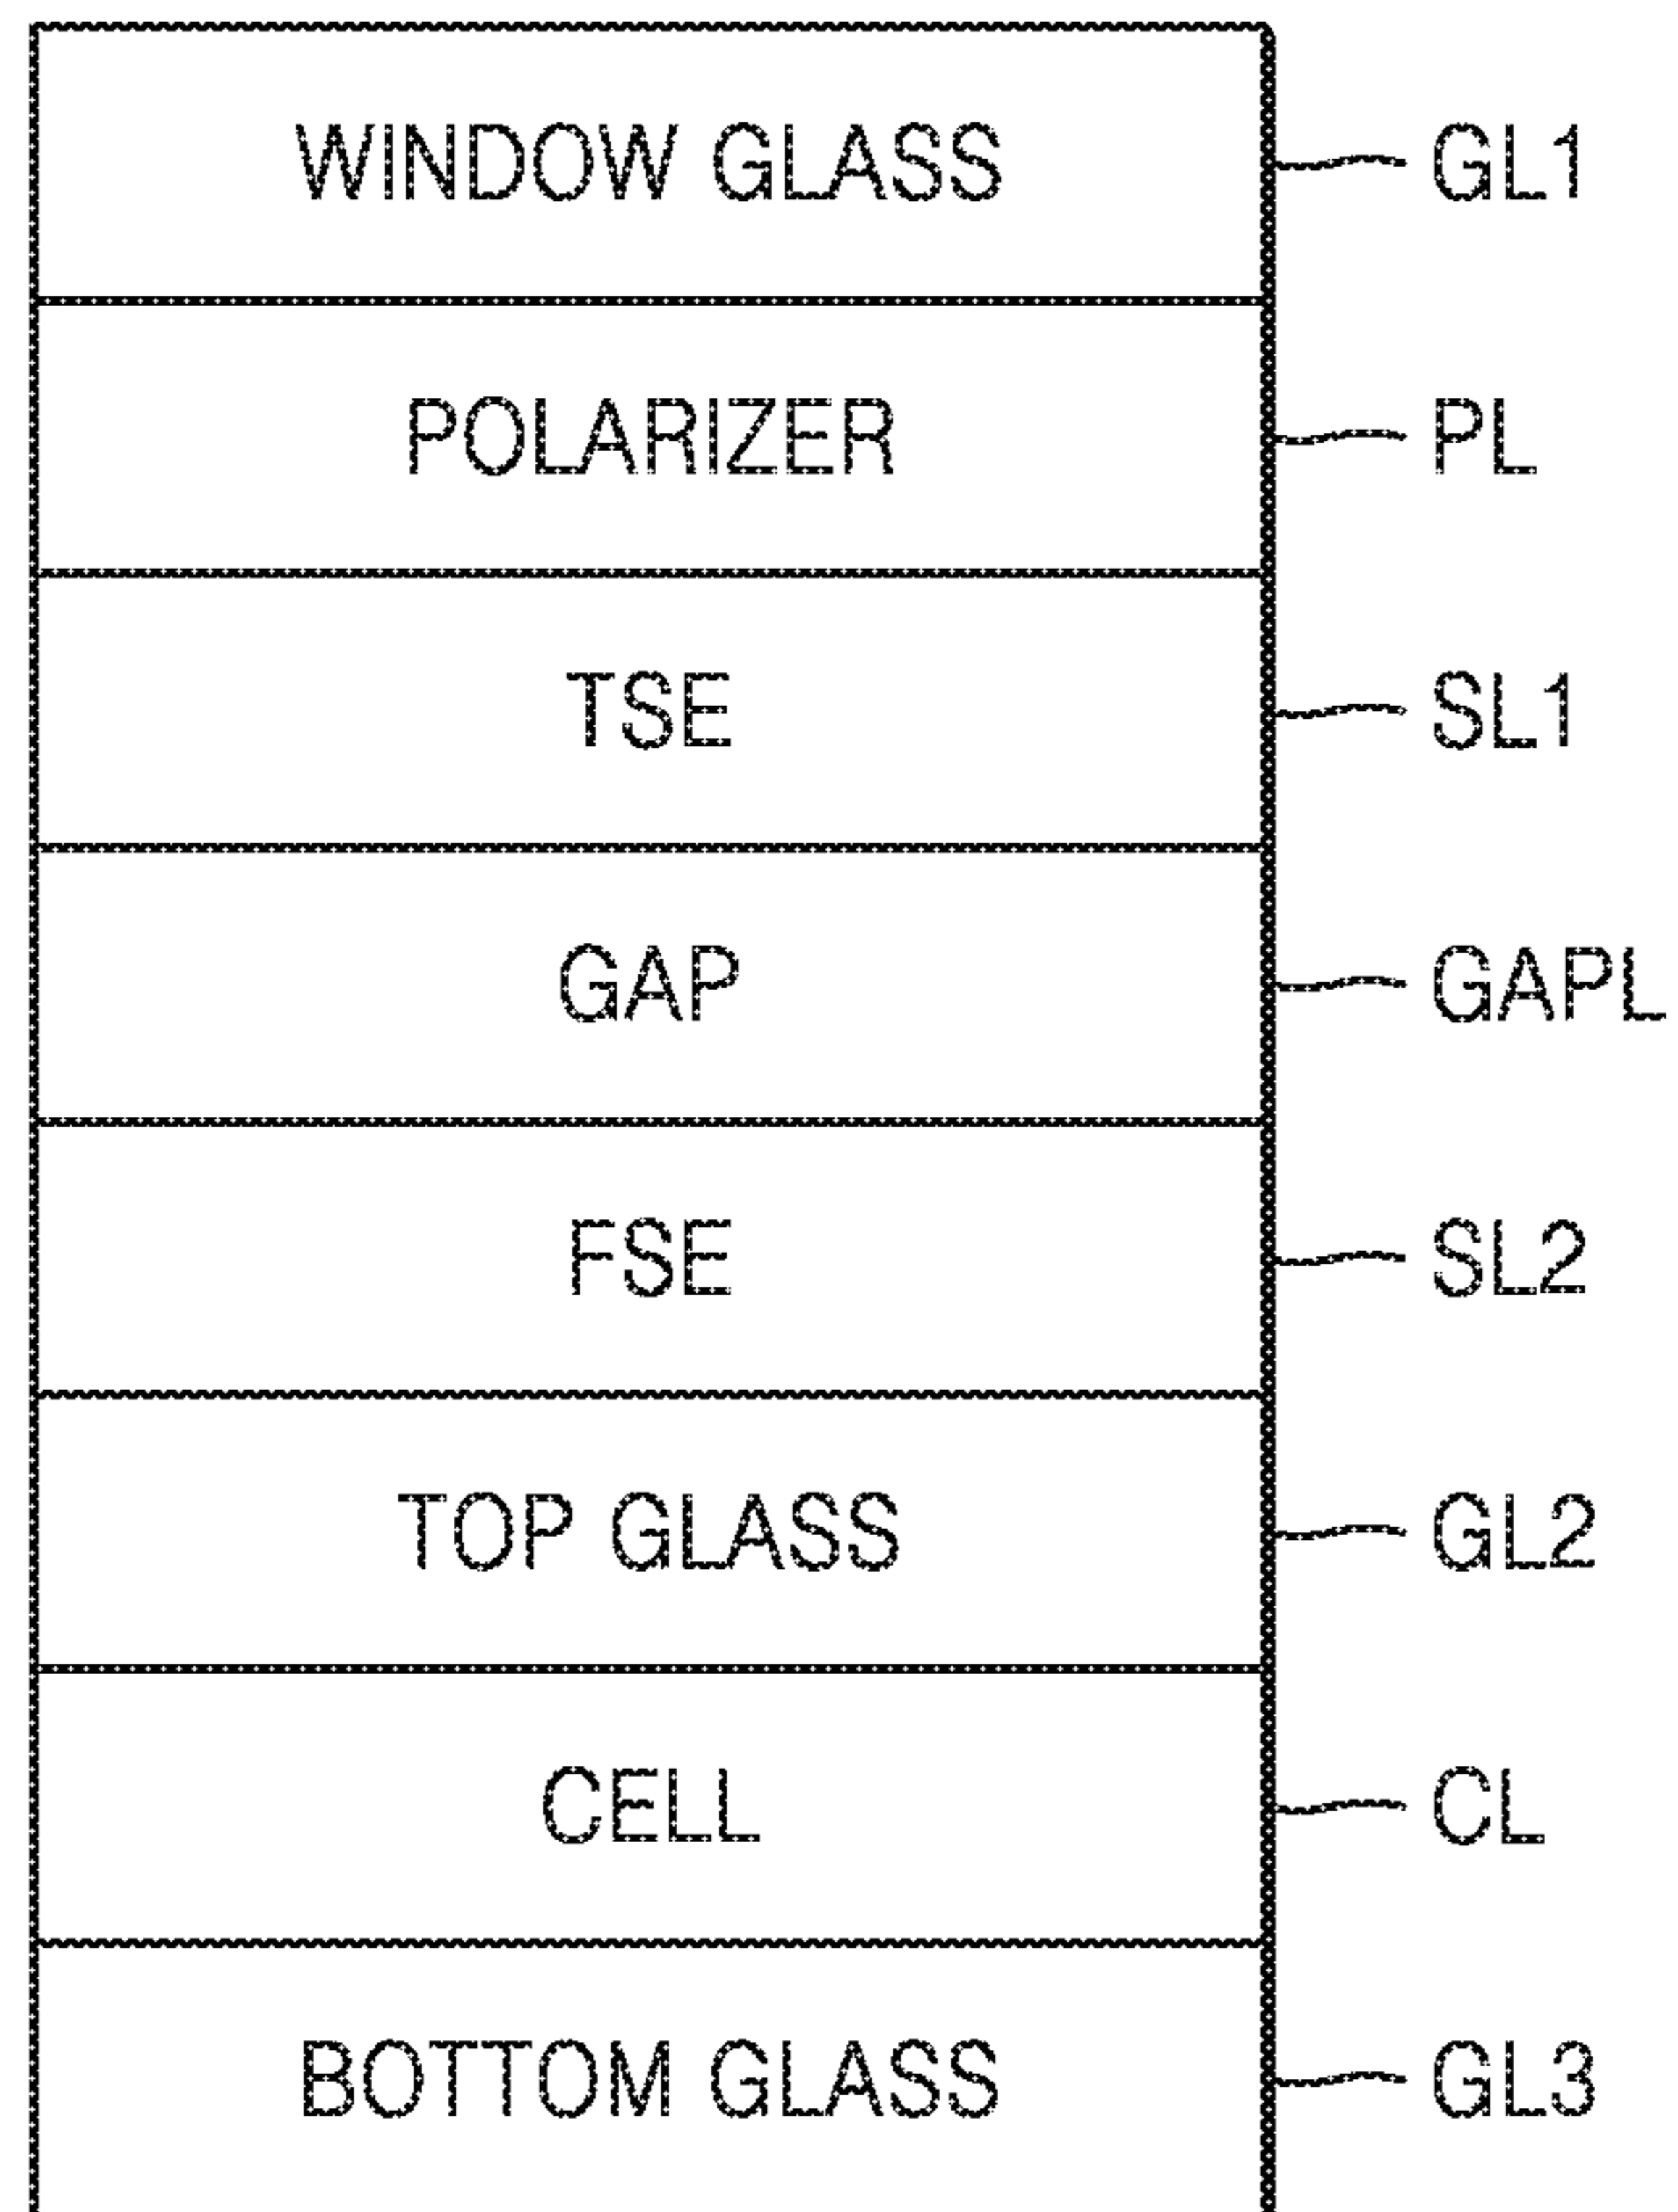 WINDOW GLASS GL1
POLARIZER PL
TSE SL1
GAP GAPL
FSE SL2
TOP GLASS GL2
CELL CL
BOTTOM GLASS GL3